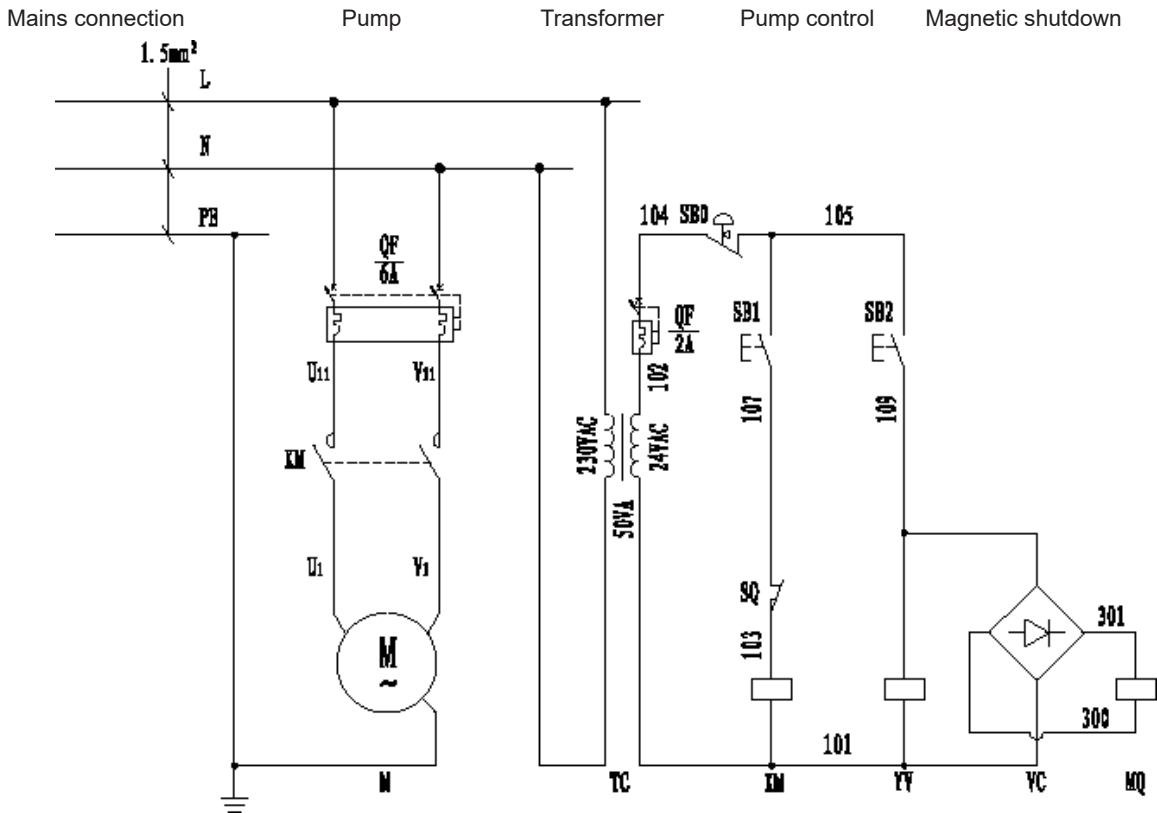 Mains connection
Pump
Transformer
Pump control
Magnetic shutdown
1.5mm²
L
N
PE
QF
6A
104
SB0
105
QF
2A
SB1
SB2
U11
V11
102
107
109
KM
230VAC
24VAC
50VA
U1
V1
SQ
103
301
M
~
300
101
M
TC
KM
YV
VC
MQ